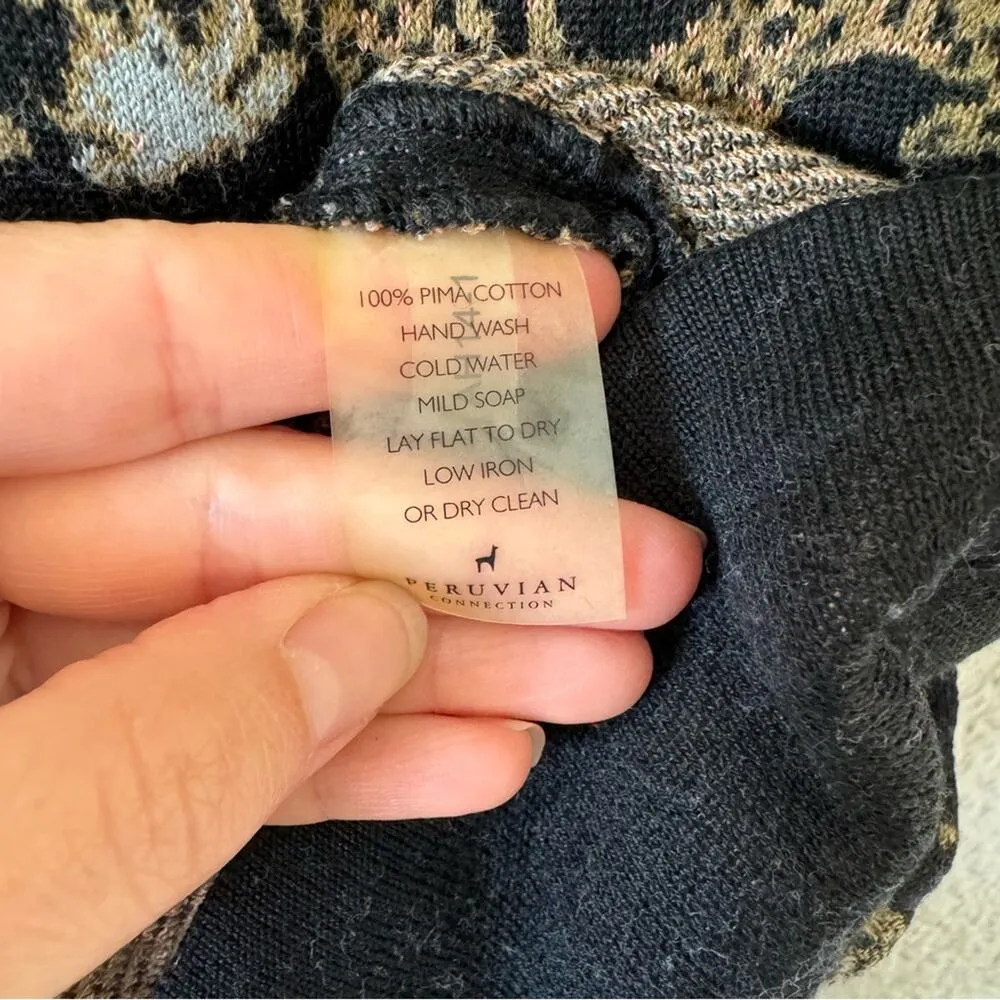 100% PIMA COTTON
HAND WASH
COLD WATER
MILD SOAP
LAY FLAT TO DRY
LOW IRON
OR DRY CLEAN
PERUVIAN
CONNECTION